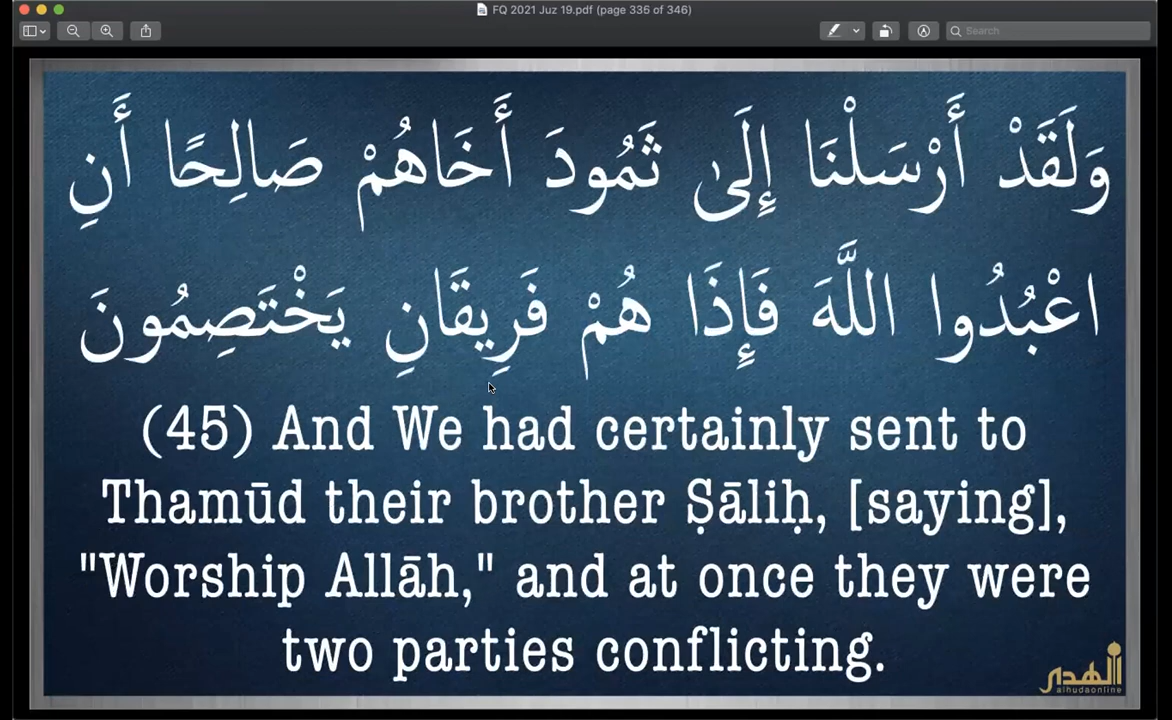 FQ 2021 Juz 19.pdf (page 336 of 346)
Search
وَلَقَدْ أَرْسَلْنَا إِلَىٰ ثَمُودَ أَخَاهُمْ صَالِحًا أَنِ
اعْبُدُوا اللَّهَ فَإِذَا هُمْ فَرِيقَانِ يَخْتَصِمُونَ
(45) And We had certainly sent to
Thamūd their brother Ṣāliḥ, [saying],
"Worship Allāh," and at once they were
two parties conflicting.
الهدى
alhudaonline